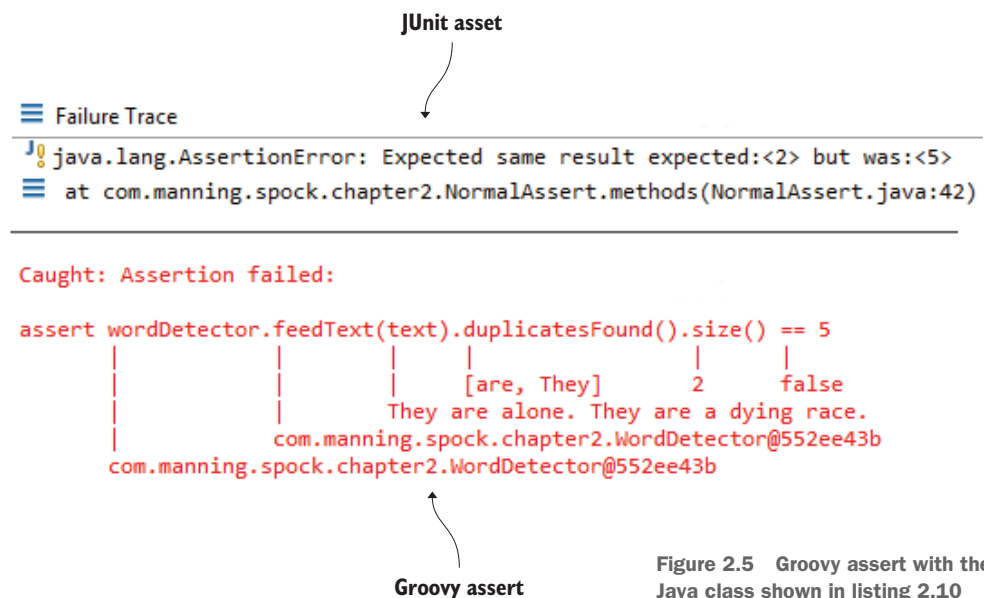 JUnit asset
Failure Trace
java.lang.AssertionError: Expected same result expected:<2> but was:<5>
at com.manning.spock.chapter2.NormalAssert.methods(NormalAssert.java:42)
Caught: Assertion failed:
assert wordDetector.feedText(text).duplicatesFound().size() == 5
| | | | | |
| | | [are, They] 2 false
| | They are alone. They are a dying race.
| com.manning.spock.chapter2.WordDetector@552ee43b
com.manning.spock.chapter2.WordDetector@552ee43b
Groovy assert
Figure 2.5 Groovy assert with the
Java class shown in listing 2.10